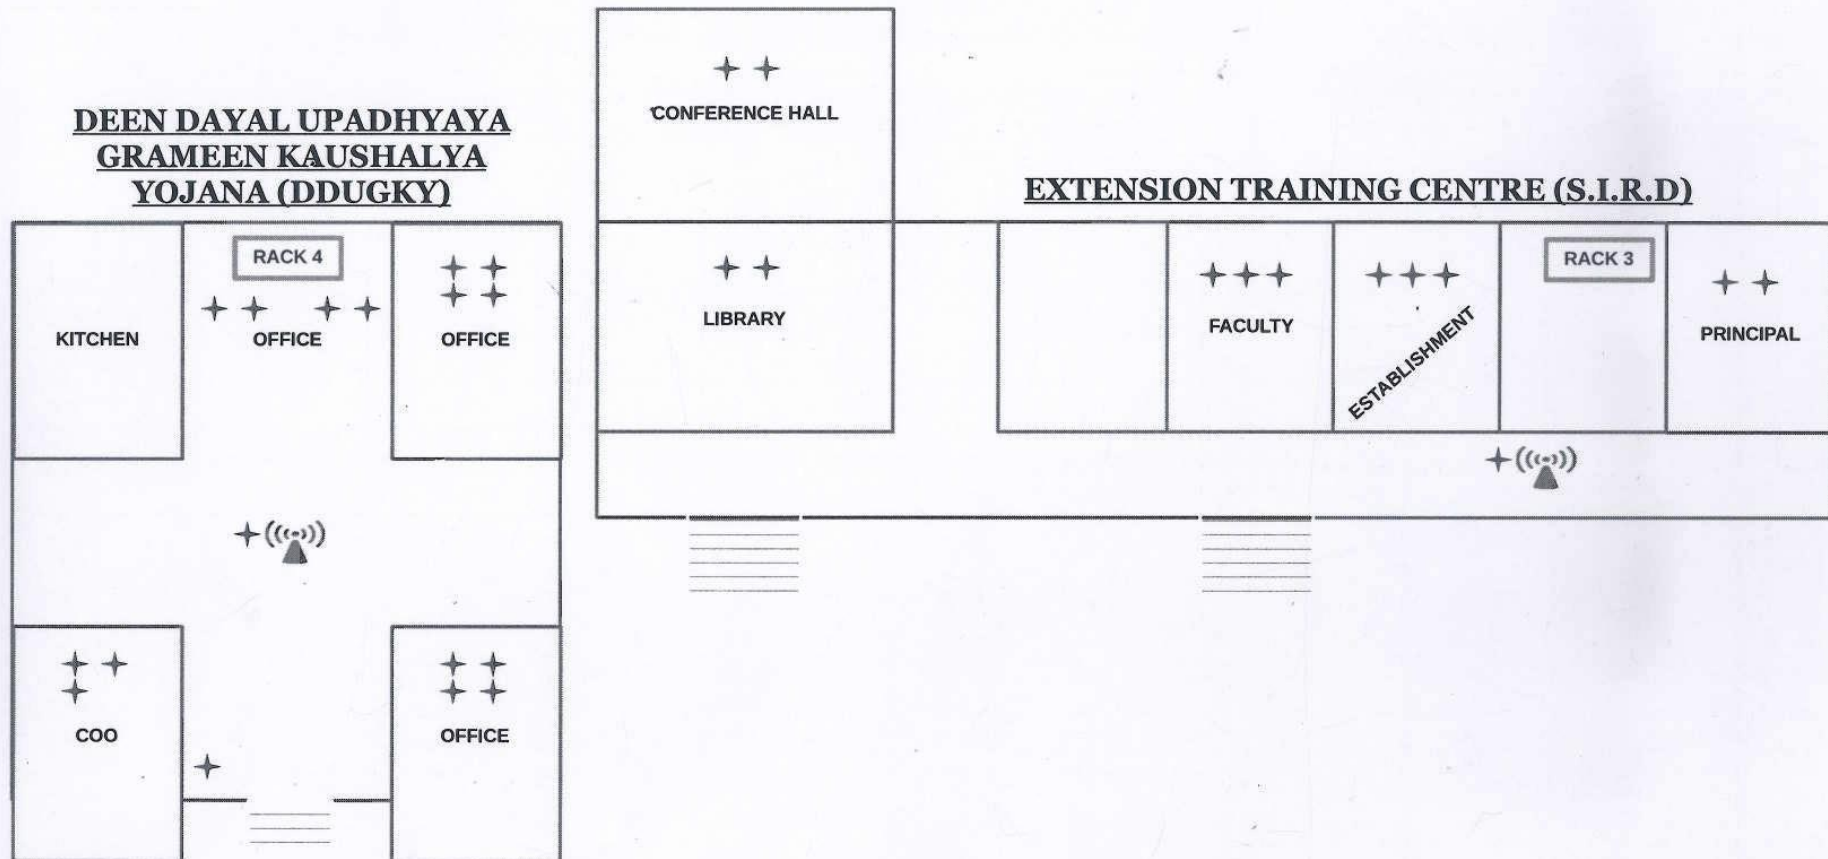 DEEN DAYAL UPADHYAYA
GRAMEEN KAUSHALYA
YOJANA (DDUGKY)
RACK 4
KITCHEN
OFFICE
OFFICE
COO
OFFICE
CONFERENCE HALL
LIBRARY
EXTENSION TRAINING CENTRE (S.I.R.D)
FACULTY
ESTABLISHMENT
RACK 3
PRINCIPAL